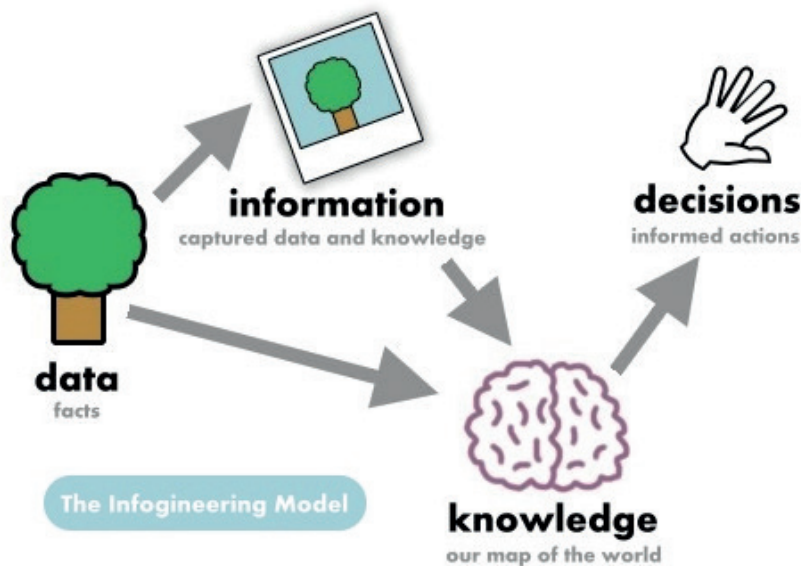 information
captured data and knowledge
decisions
informed actions
data
facts
The Infogineering Model
knowledge
our map of the world